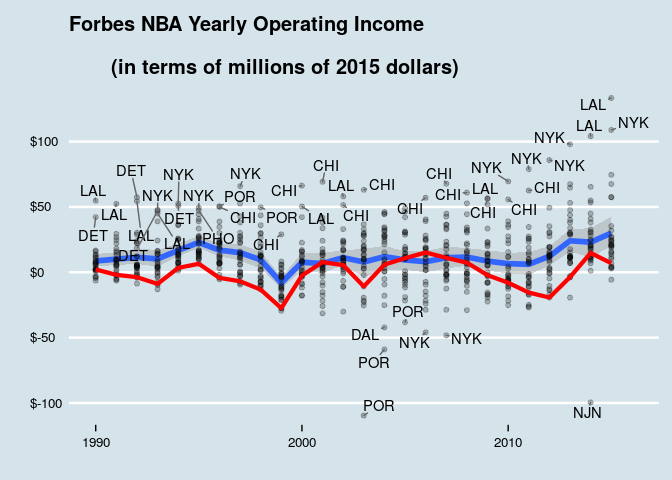 Forbes NBA Yearly Operating Income
(in terms of millions of 2015 dollars)
LAL
$100
LAL
NYK
NYK
DET
NYK
NYK
CHI
CHI
NYK
NYK
NYK
LAL
NYK
NYK
POR
CHI
LAL
CHI
CHI
LAL
CHI
$50
LAL
DET
CHI
POR
LAL
CHI
CHI
CHI
CHI
DET
LAL
PHO
LAL
CHI
DET
$0
POR
$-50
DAL
NYK
NYK
POR
$-100
POR
NJN
1990
2000
2010